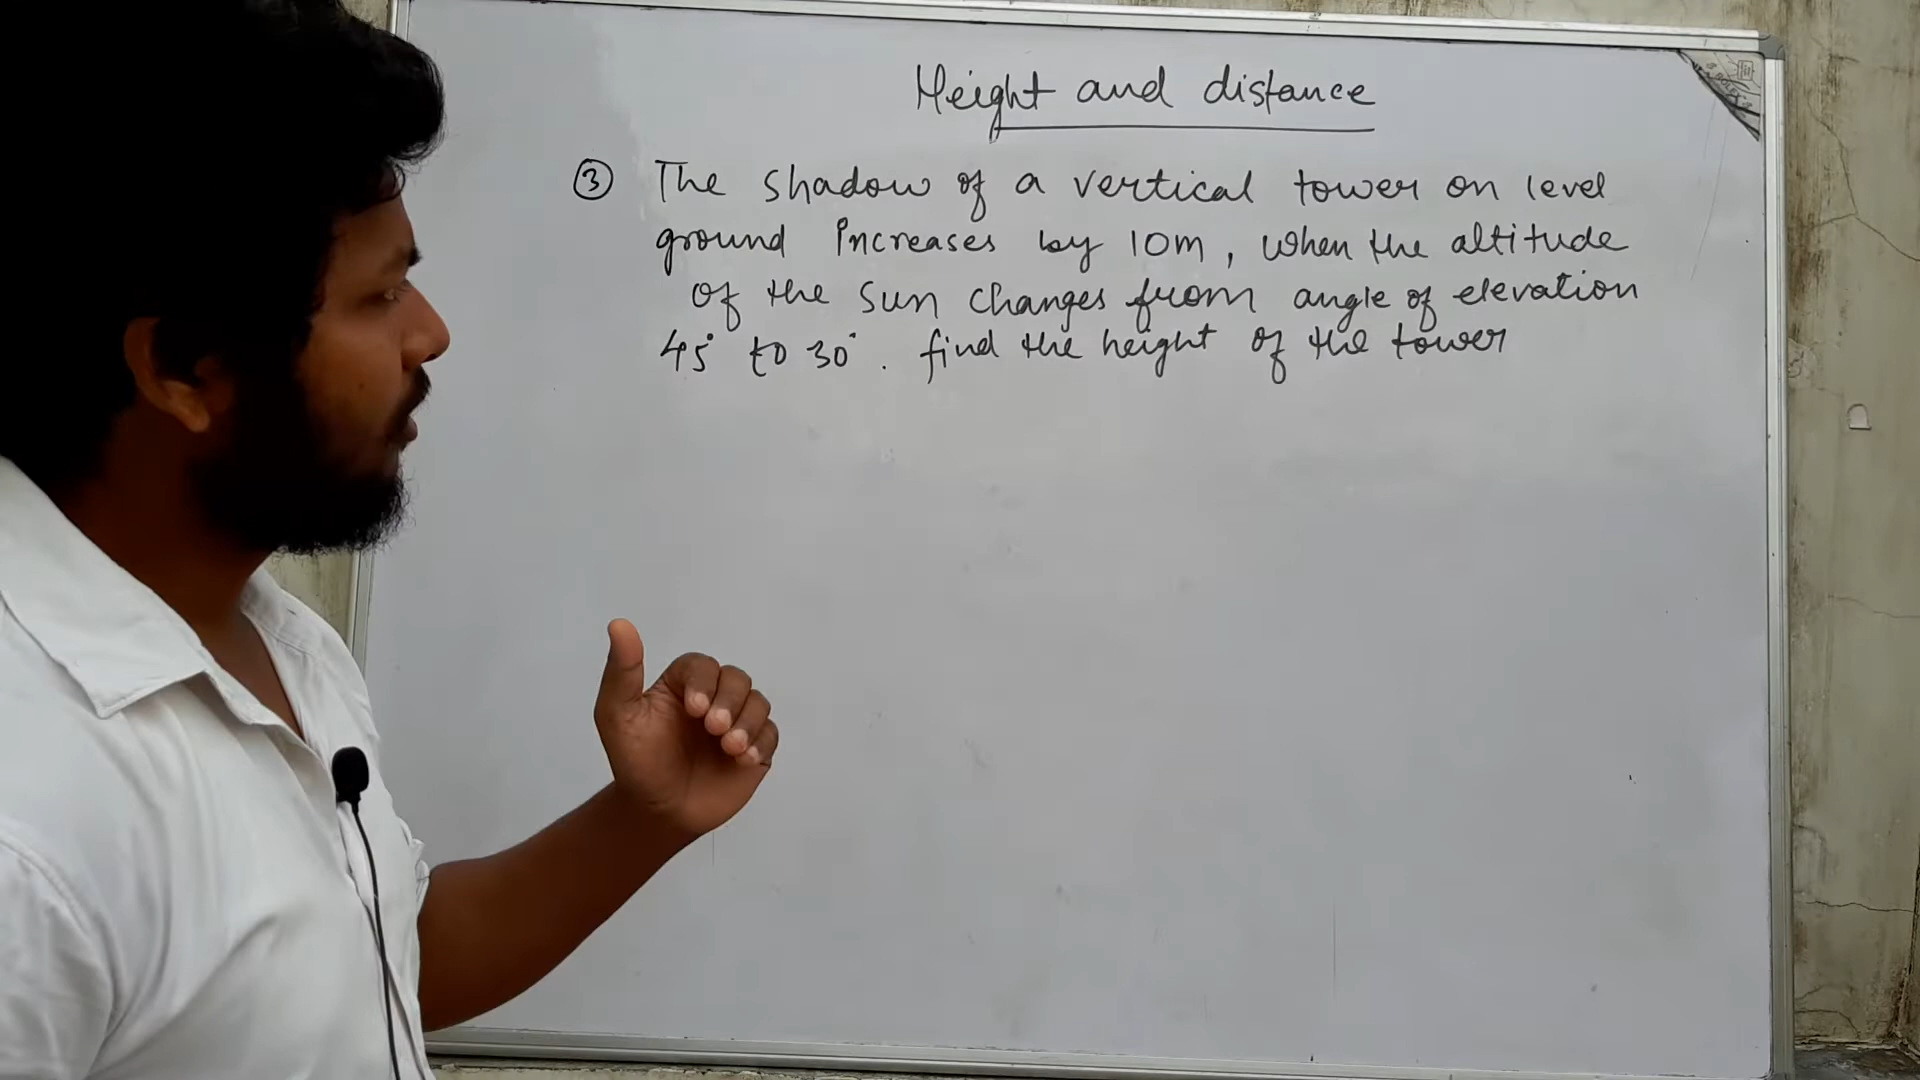 Height and distance
③ The shadow of a vertical tower on level
ground increases by 10m, when the altitude
of the sun changes from angle of elevation
45° to 30°. find the height of the tower